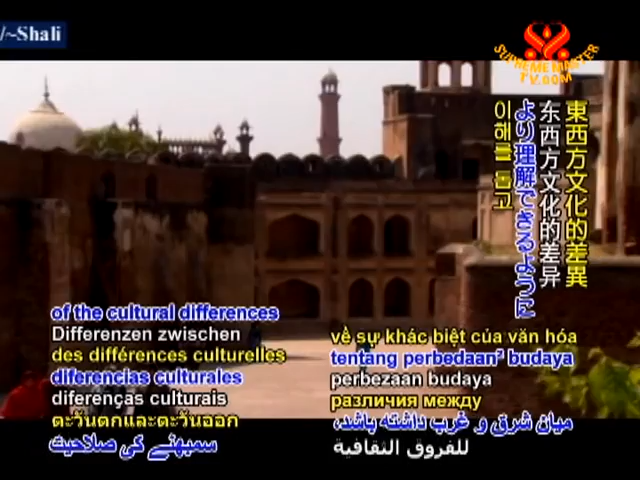 /~Shali
SUPREME MASTER
TV.COM
東西方文化的差異
东西方文化的差异
より理解できるように
이해를 돕고
of the cultural differences
Differenzen zwischen
des différences culturelles
diferencias culturales
diferenças culturais
ตะวันตกและตะวันออก
سمبھنے کی صلاحیت
về sự khác biệt của văn hóa
tentang perbedaan² budaya
perbezaan budaya
различия между
میان شرق و غرب داشته باشد،
للفروق الثقافية